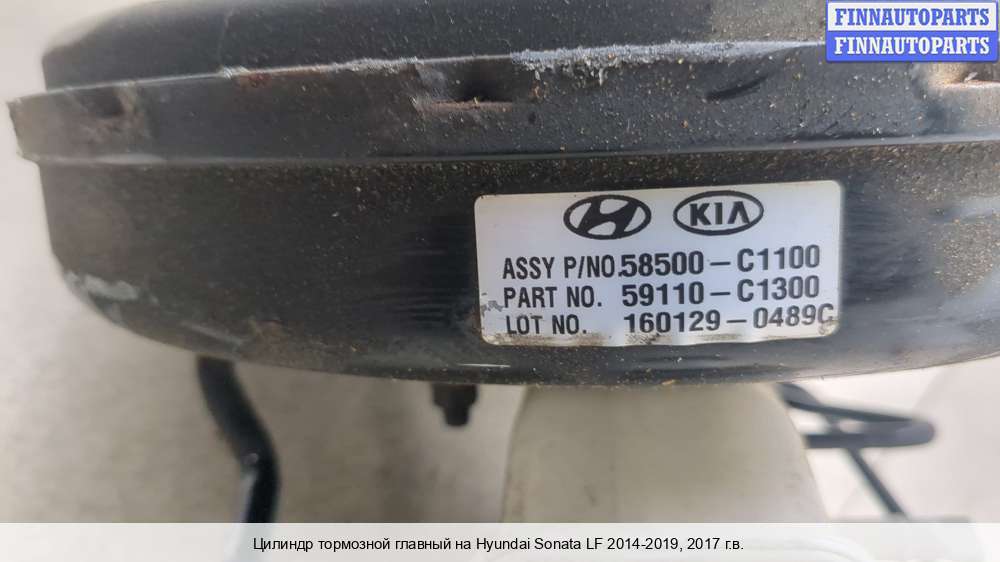 FINNAUTOPARTS
FINNAUTOPARTS
KIA
ASSY P/NO.58500-C1100
PART NO. 59110-C1300
LOT NO. 160129-0489C
Цилиндр тормозной главный на Hyundai Sonata LF 2014-2019, 2017 г.в.